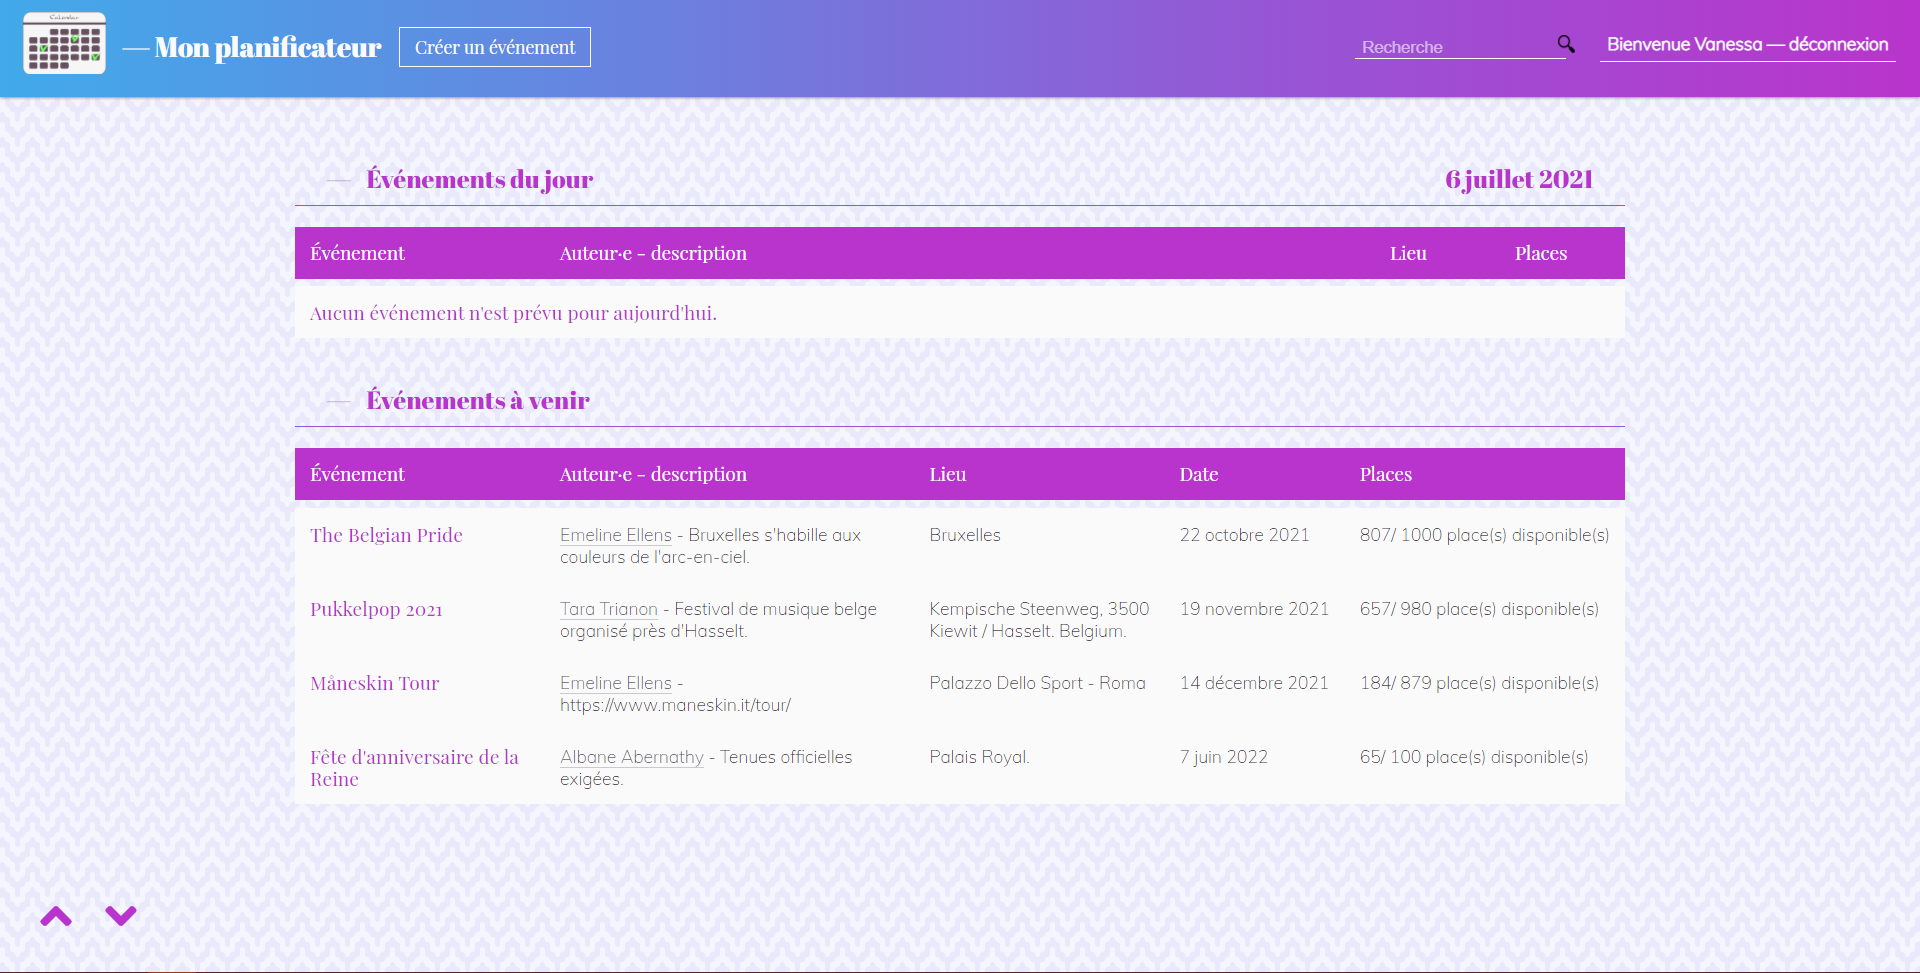 Calendar
— Mon planificateur
Créer un événement
Recherche
Bienvenue Vanessa — déconnexion
— Événements du jour
6 juillet 2021
Événement
Auteur·e - description
Lieu
Places
Aucun événement n'est prévu pour aujourd'hui.
— Événements à venir
Événement
Auteur·e - description
Lieu
Date
Places
The Belgian Pride
Emeline Ellens - Bruxelles s'habille aux
couleurs de l'arc-en-ciel.
Bruxelles
22 octobre 2021
807/ 1000 place(s) disponible(s)
Pukkelpop 2021
Tara Trianon - Festival de musique belge
organisé près d'Hasselt.
Kempische Steenweg, 3500
Kiewit / Hasselt. Belgium.
19 novembre 2021
657/ 980 place(s) disponible(s)
Måneskin Tour
Emeline Ellens -
https://www.maneskin.it/tour/
Palazzo Dello Sport - Roma
14 décembre 2021
184/ 879 place(s) disponible(s)
Fête d'anniversaire de la
Reine
Albane Abernathy - Tenues officielles
exigées.
Palais Royal.
7 juin 2022
65/ 100 place(s) disponible(s)